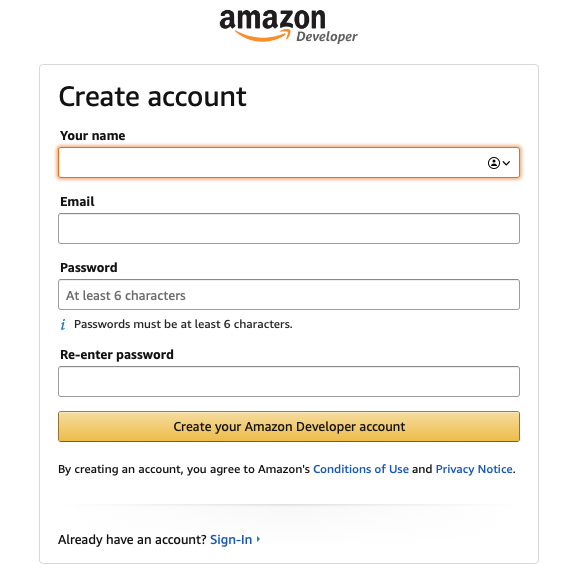 amazon
Developer
Create account
Your name
Email
Password
At least 6 characters
i Passwords must be at least 6 characters.
Re-enter password
Create your Amazon Developer account
By creating an account, you agree to Amazon's Conditions of Use and Privacy Notice.
Already have an account? Sign-In